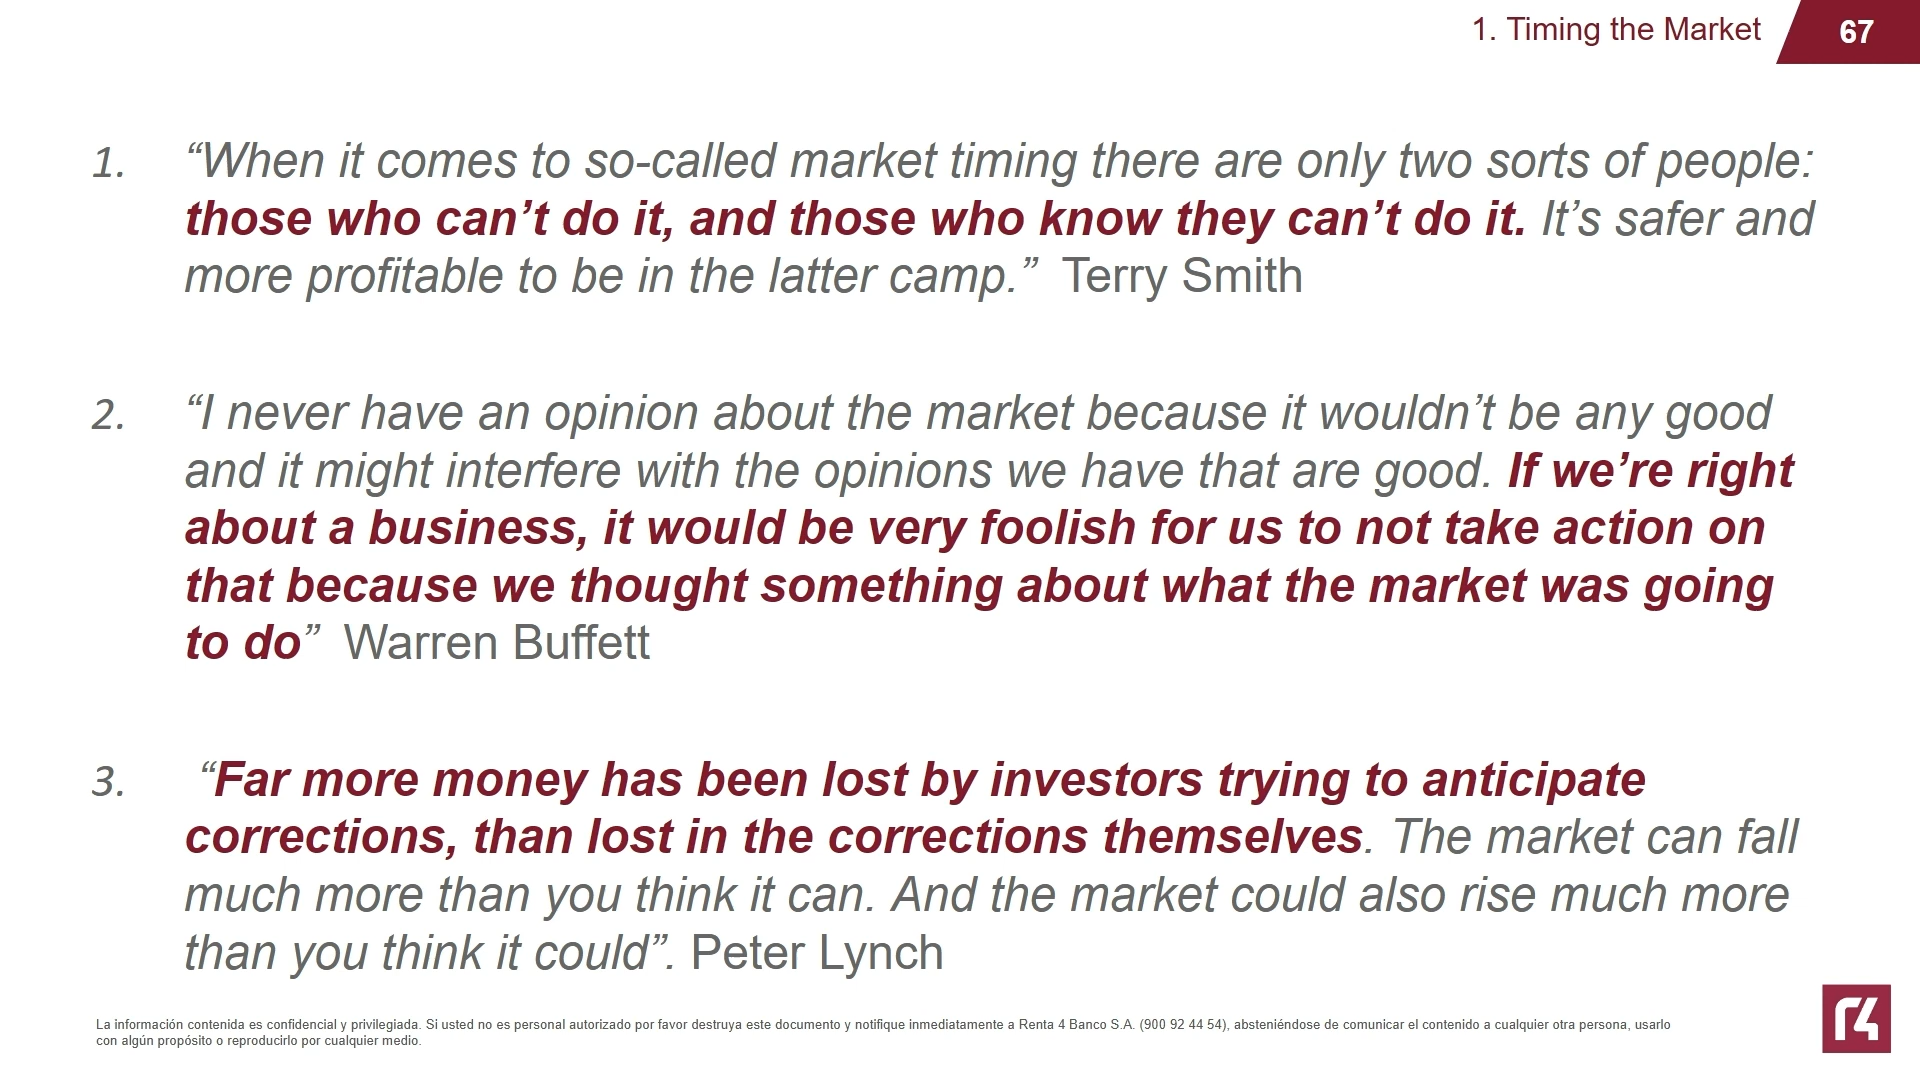 1. Timing the Market
67
1. “When it comes to so-called market timing there are only two sorts of people:
those who can’t do it, and those who know they can’t do it. It’s safer and
more profitable to be in the latter camp.” Terry Smith
2. “I never have an opinion about the market because it wouldn’t be any good
and it might interfere with the opinions we have that are good. If we’re right
about a business, it would be very foolish for us to not take action on
that because we thought something about what the market was going
to do” Warren Buffett
3. “Far more money has been lost by investors trying to anticipate
corrections, than lost in the corrections themselves. The market can fall
much more than you think it can. And the market could also rise much more
than you think it could”. Peter Lynch
La información contenida es confidencial y privilegiada. Si usted no es personal autorizado por favor destruya este documento y notifique inmediatamente a Renta 4 Banco S.A. (900 92 44 54), absteniéndose de comunicar el contenido a cualquier otra persona, usarlo
con algún propósito o reproducirlo por cualquier medio.
r4